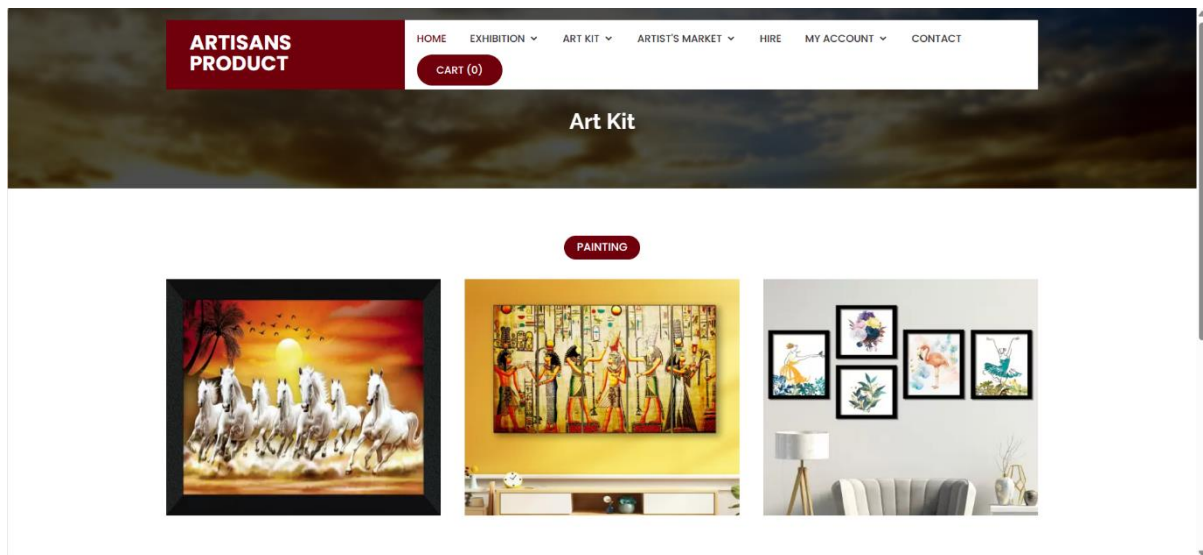 ARTISANS
PRODUCT
HOME EXHIBITION ART KIT ARTIST'S MARKET HIRE MY ACCOUNT CONTACT
CART (0)
Art Kit
PAINTING